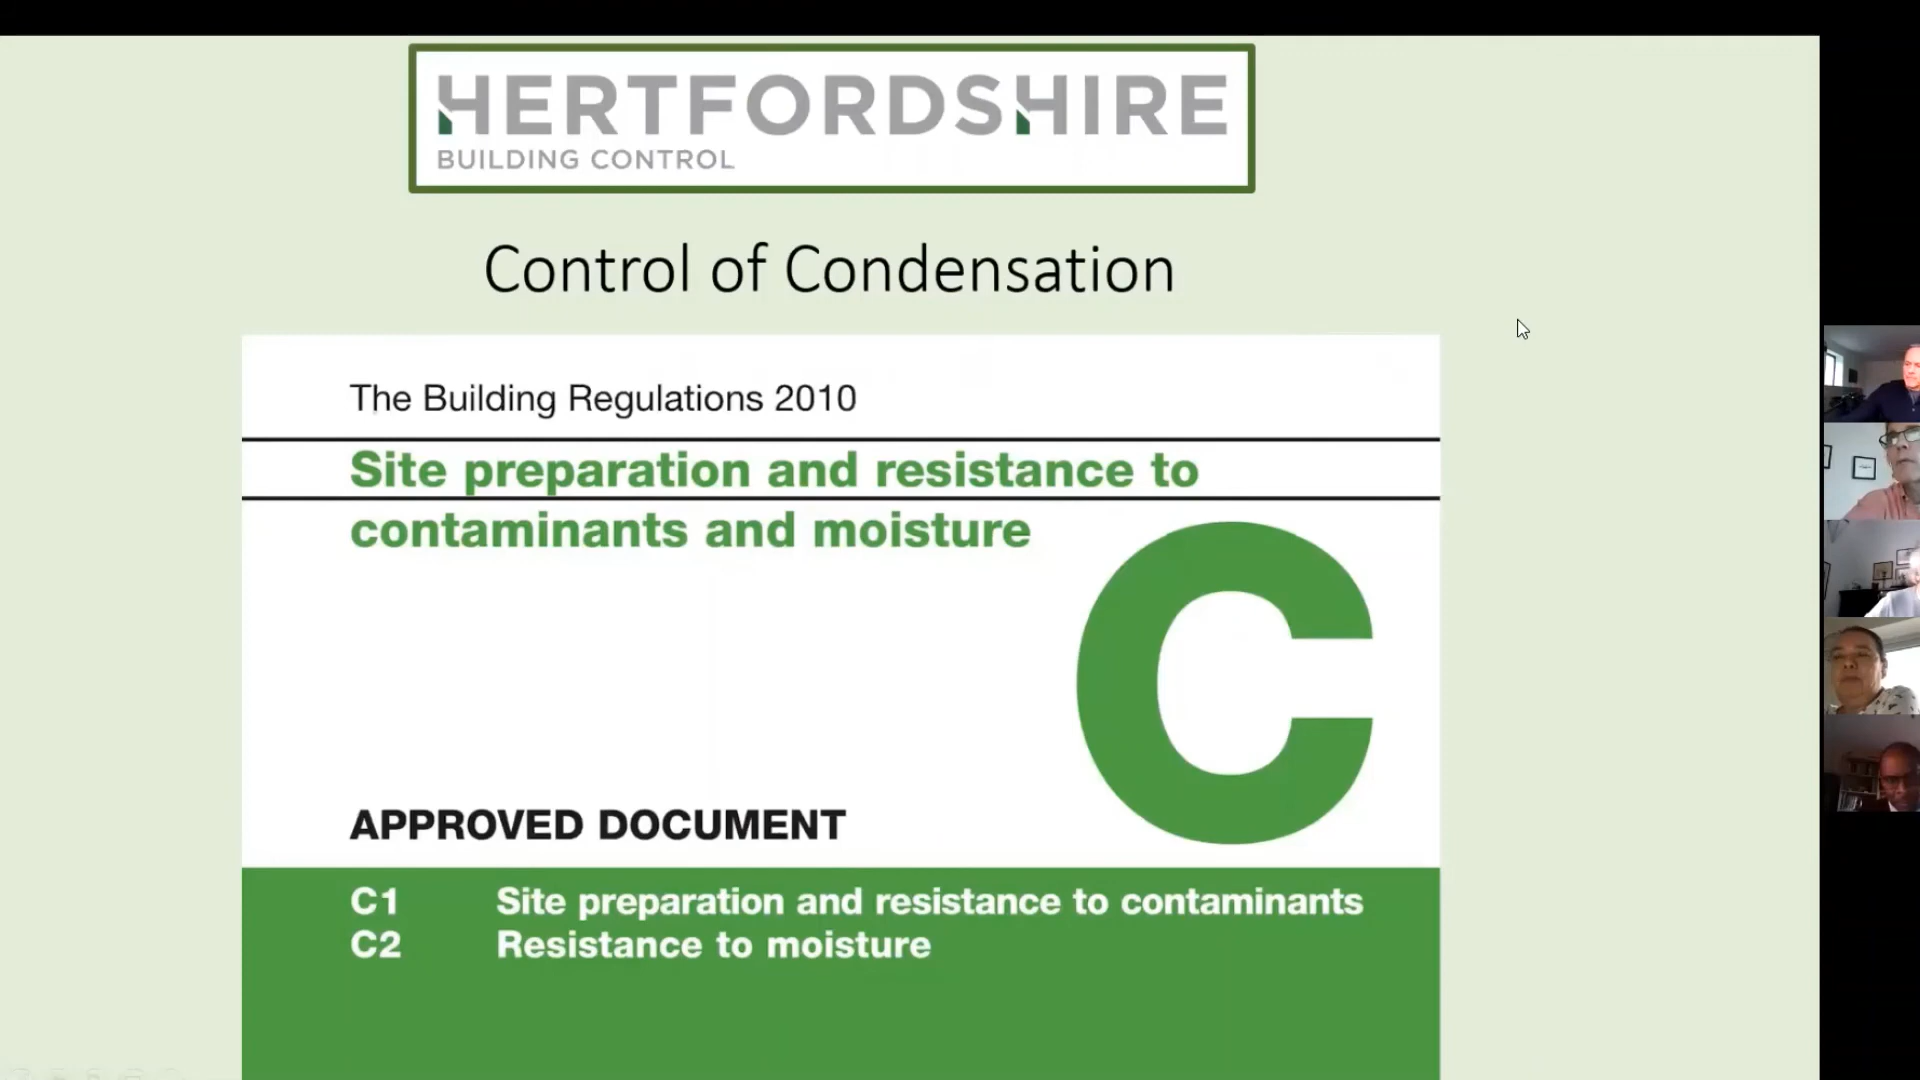 HERTFORDSHIRE
BUILDING CONTROL
Control of Condensation
The Building Regulations 2010
Site preparation and resistance to
contaminants and moisture
C
APPROVED DOCUMENT
C1 Site preparation and resistance to contaminants
C2 Resistance to moisture